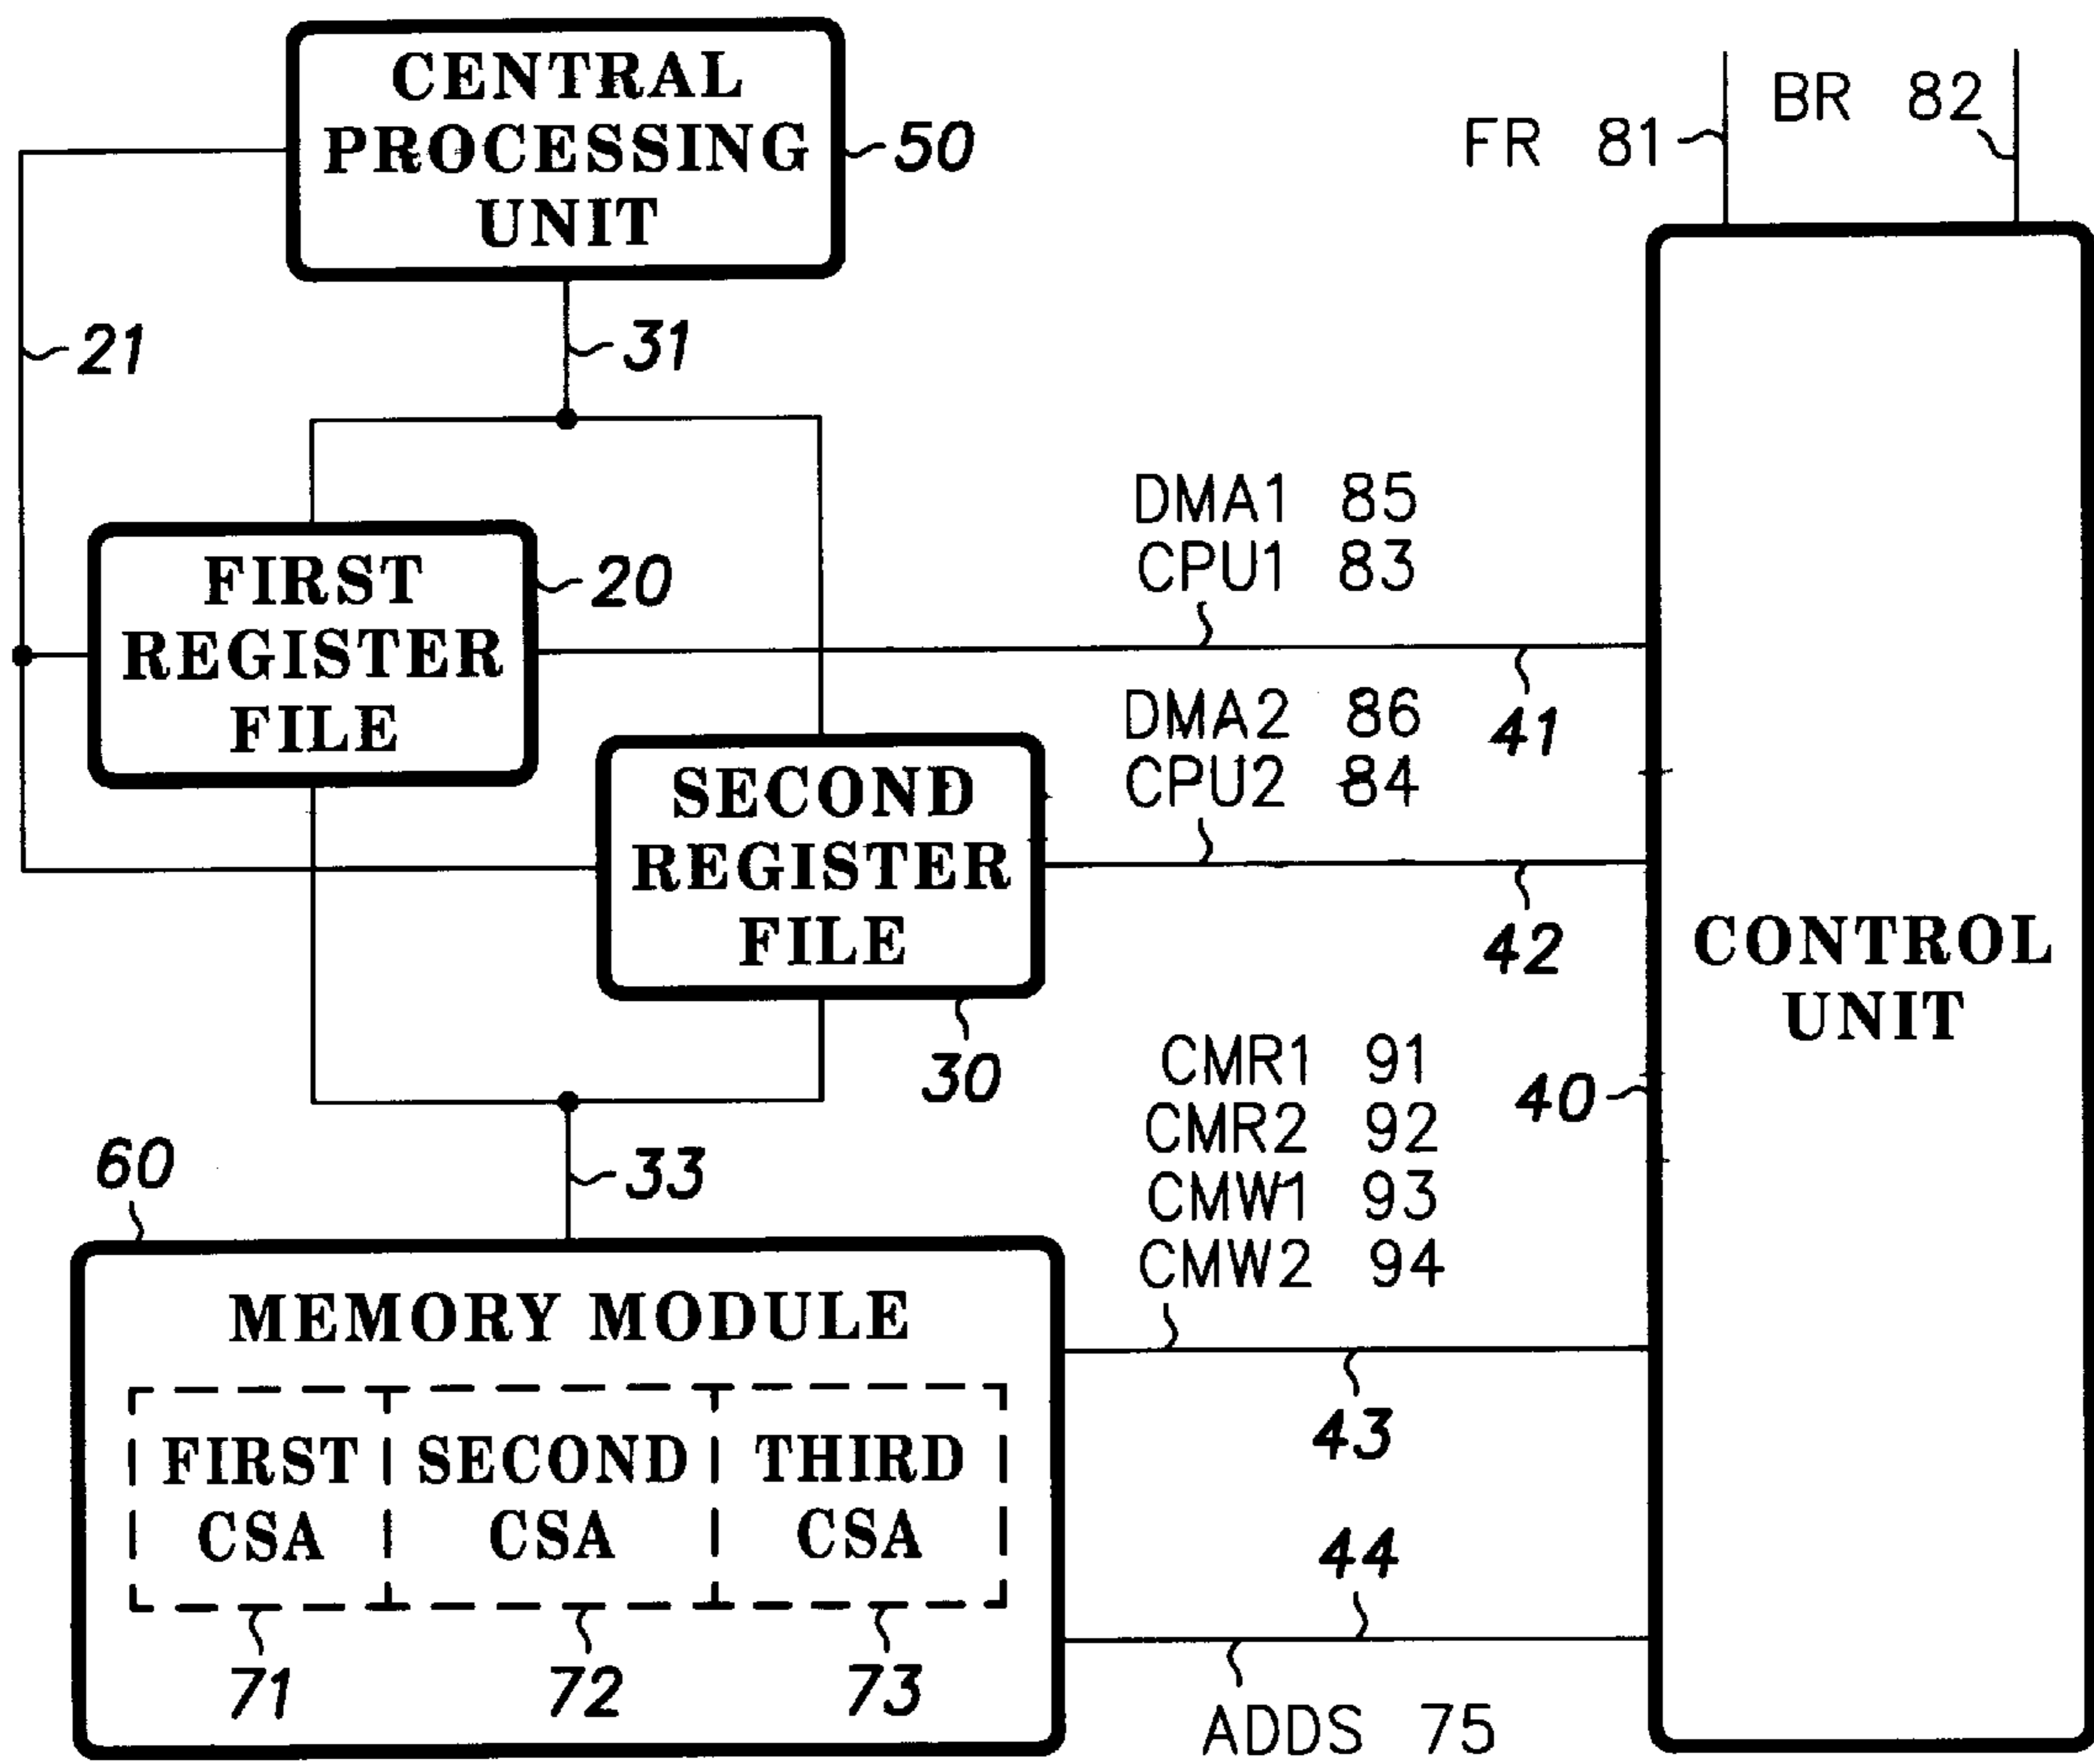 CENTRAL
PROCESSING
UNIT
50
FR 81
BR 82
21
31
FIRST
REGISTER
FILE
20
DMA1 85
CPU1 83
41
DMA2 86
CPU2 84
42
SECOND
REGISTER
FILE
30
CONTROL
UNIT
40
CMR1 91
CMR2 92
CMW1 93
CMW2 94
60
33
MEMORY MODULE
43
FIRST
CSA
SECOND
CSA
THIRD
CSA
44
71
72
73
ADDS 75